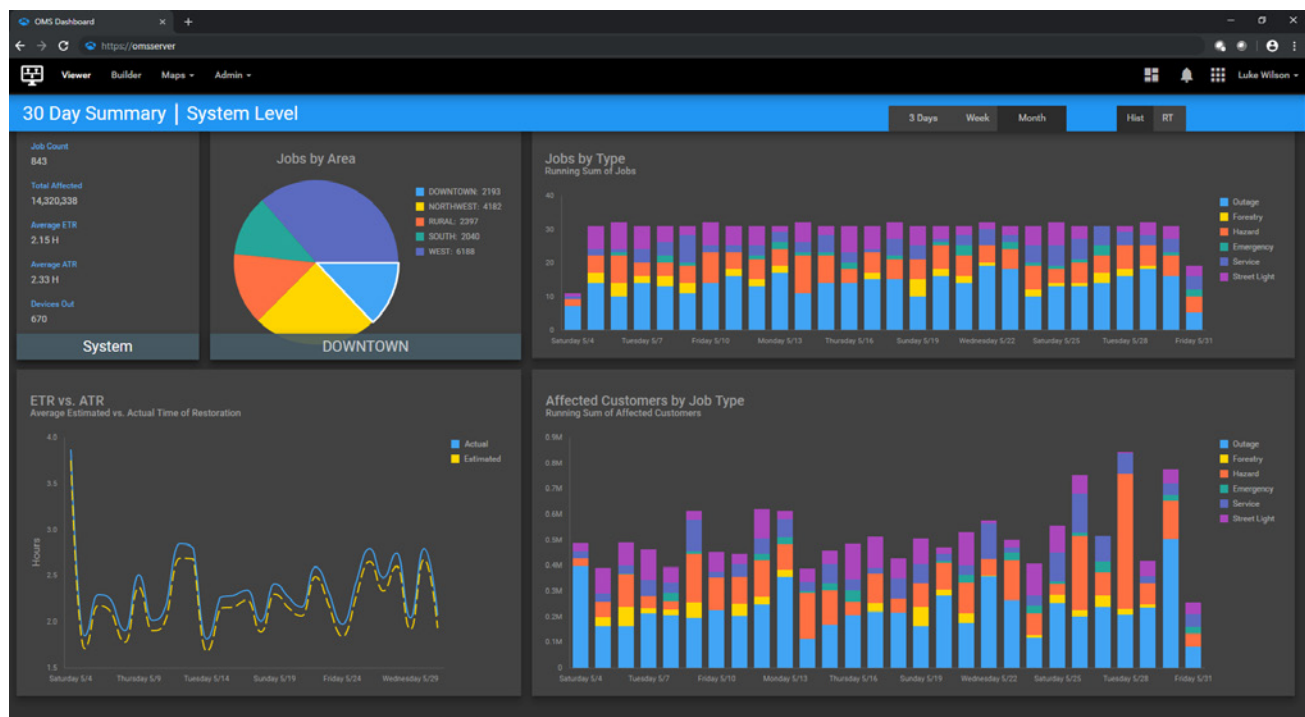 OMS Dashboard
https://omsserver
Viewer Builder Maps Admin Luke Wilson
30 Day Summary | System Level
3 Days Week Month Hist RT
Job Count
843
Total Affected
14,320,338
Average ETR
2.15 H
Average ATR
2.33 H
Devices Out
670
System
Jobs by Area
DOWNTOWN: 2193
NORTHWEST: 4182
RURAL: 2397
SOUTH: 2040
WEST: 6188
DOWNTOWN
Jobs by Type
Running Sum of Jobs
40
30
20
10
0
Saturday 5/4 Tuesday 5/7 Friday 5/10 Monday 5/13 Thursday 5/16 Sunday 5/19 Wednesday 5/22 Saturday 5/25 Tuesday 5/28 Friday 5/31
Outage
Forestry
Hazard
Emergency
Service
Street Light
ETR vs. ATR
Average Estimated vs. Actual Time of Restoration
4.0
3.0
2.5
2.0
1.5
Hours
Saturday 5/4 Thursday 5/9 Tuesday 5/14 Sunday 5/19 Friday 5/24 Wednesday 5/29
Actual
Estimated
Affected Customers by Job Type
Running Sum of Affected Customers
0.9M
0.8M
0.7M
0.6M
0.5M
0.4M
0.3M
0.2M
0.1M
0
Saturday 5/4 Tuesday 5/7 Friday 5/10 Monday 5/13 Thursday 5/16 Sunday 5/19 Wednesday 5/22 Saturday 5/25 Tuesday 5/28 Friday 5/31
Outage
Forestry
Hazard
Emergency
Service
Street Light